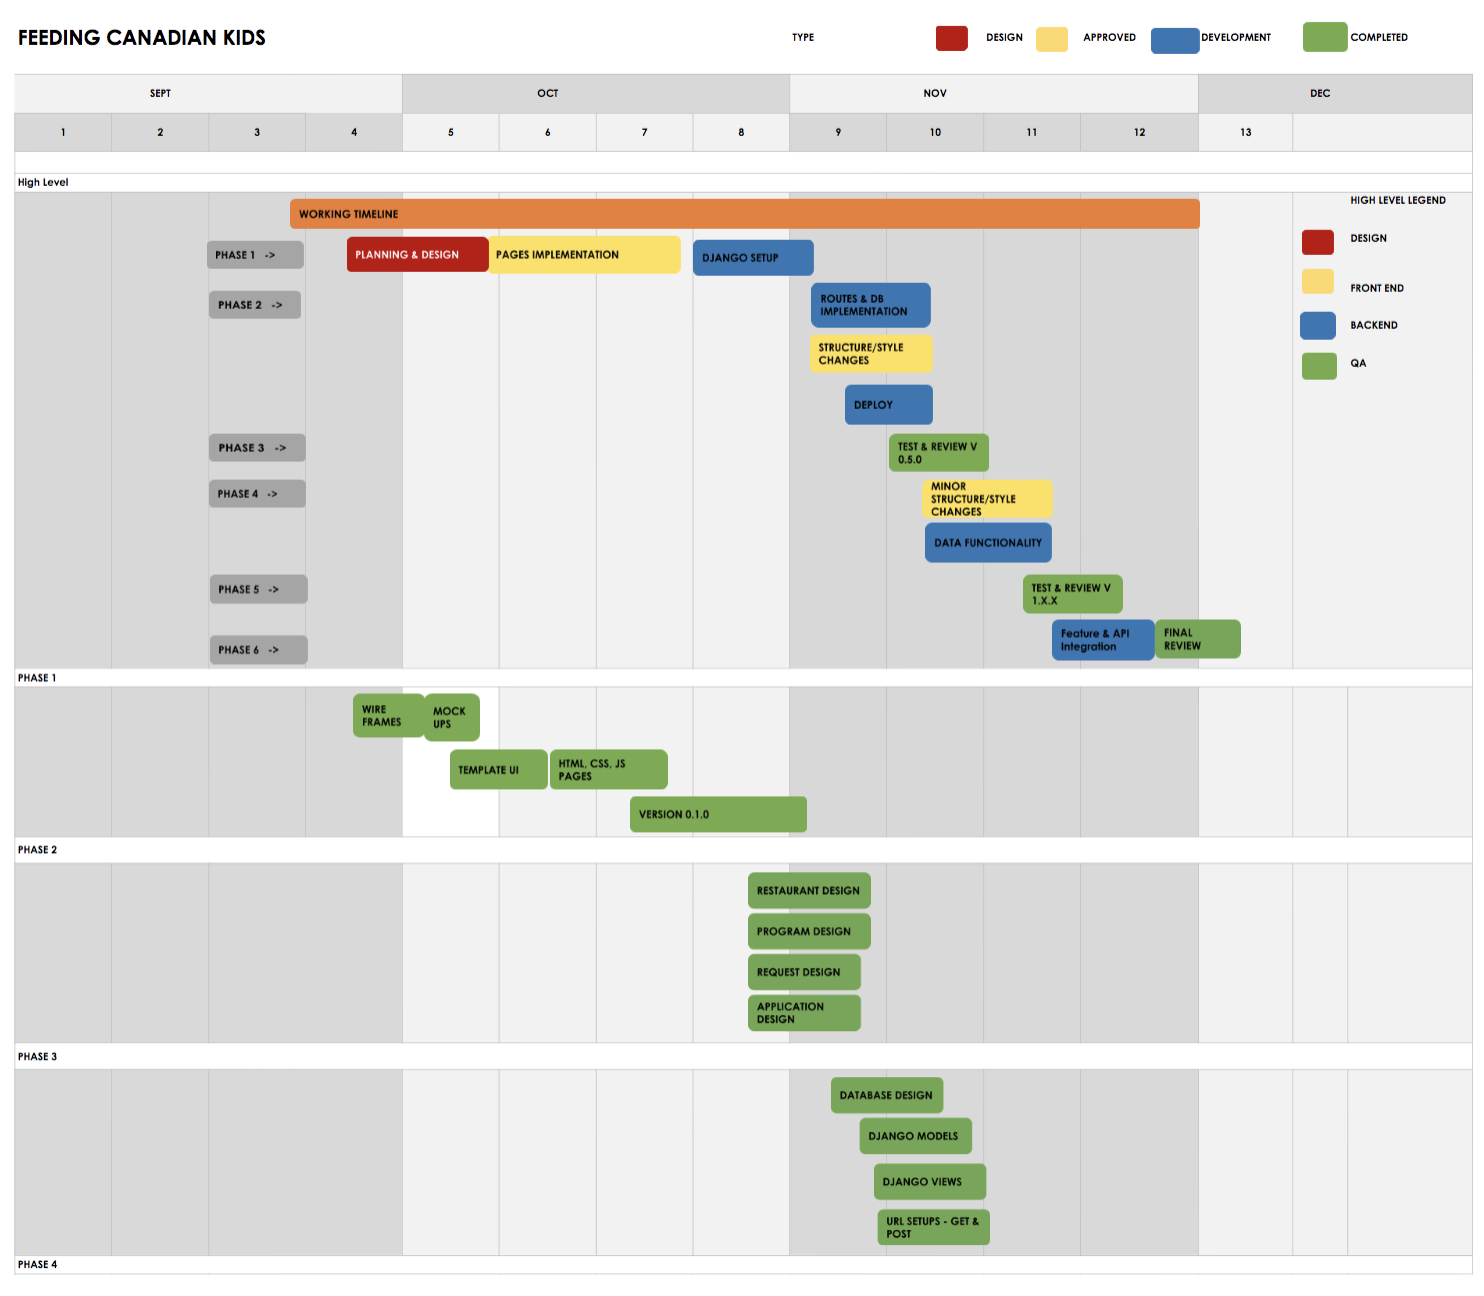 FEEDING CANADIAN KIDS
TYPE
DESIGN
APPROVED
DEVELOPMENT
COMPLETED
SEPT
OCT
NOV
DEC
1
2
3
4
5
6
7
8
9
10
11
12
13
High Level
HIGH LEVEL LEGEND
WORKING TIMELINE
DESIGN
PHASE 1 ->
PLANNING & DESIGN
PAGES IMPLEMENTATION
DJANGO SETUP
FRONT END
PHASE 2 ->
ROUTES & DB
IMPLEMENTATION
BACKEND
STRUCTURE/STYLE
CHANGES
QA
DEPLOY
PHASE 3 ->
TEST & REVIEW V
0.5.0
PHASE 4 ->
MINOR
STRUCTURE/STYLE
CHANGES
DATA FUNCTIONALITY
PHASE 5 ->
TEST & REVIEW V
1.X.X
PHASE 6 ->
Feature & API
Integration
FINAL
REVIEW
PHASE 1
WIRE
FRAMES
MOCK
UPS
TEMPLATE UI
HTML, CSS, JS
PAGES
VERSION 0.1.0
PHASE 2
RESTAURANT DESIGN
PROGRAM DESIGN
REQUEST DESIGN
APPLICATION
DESIGN
PHASE 3
DATABASE DESIGN
DJANGO MODELS
DJANGO VIEWS
URL SETUPS - GET &
POST
PHASE 4